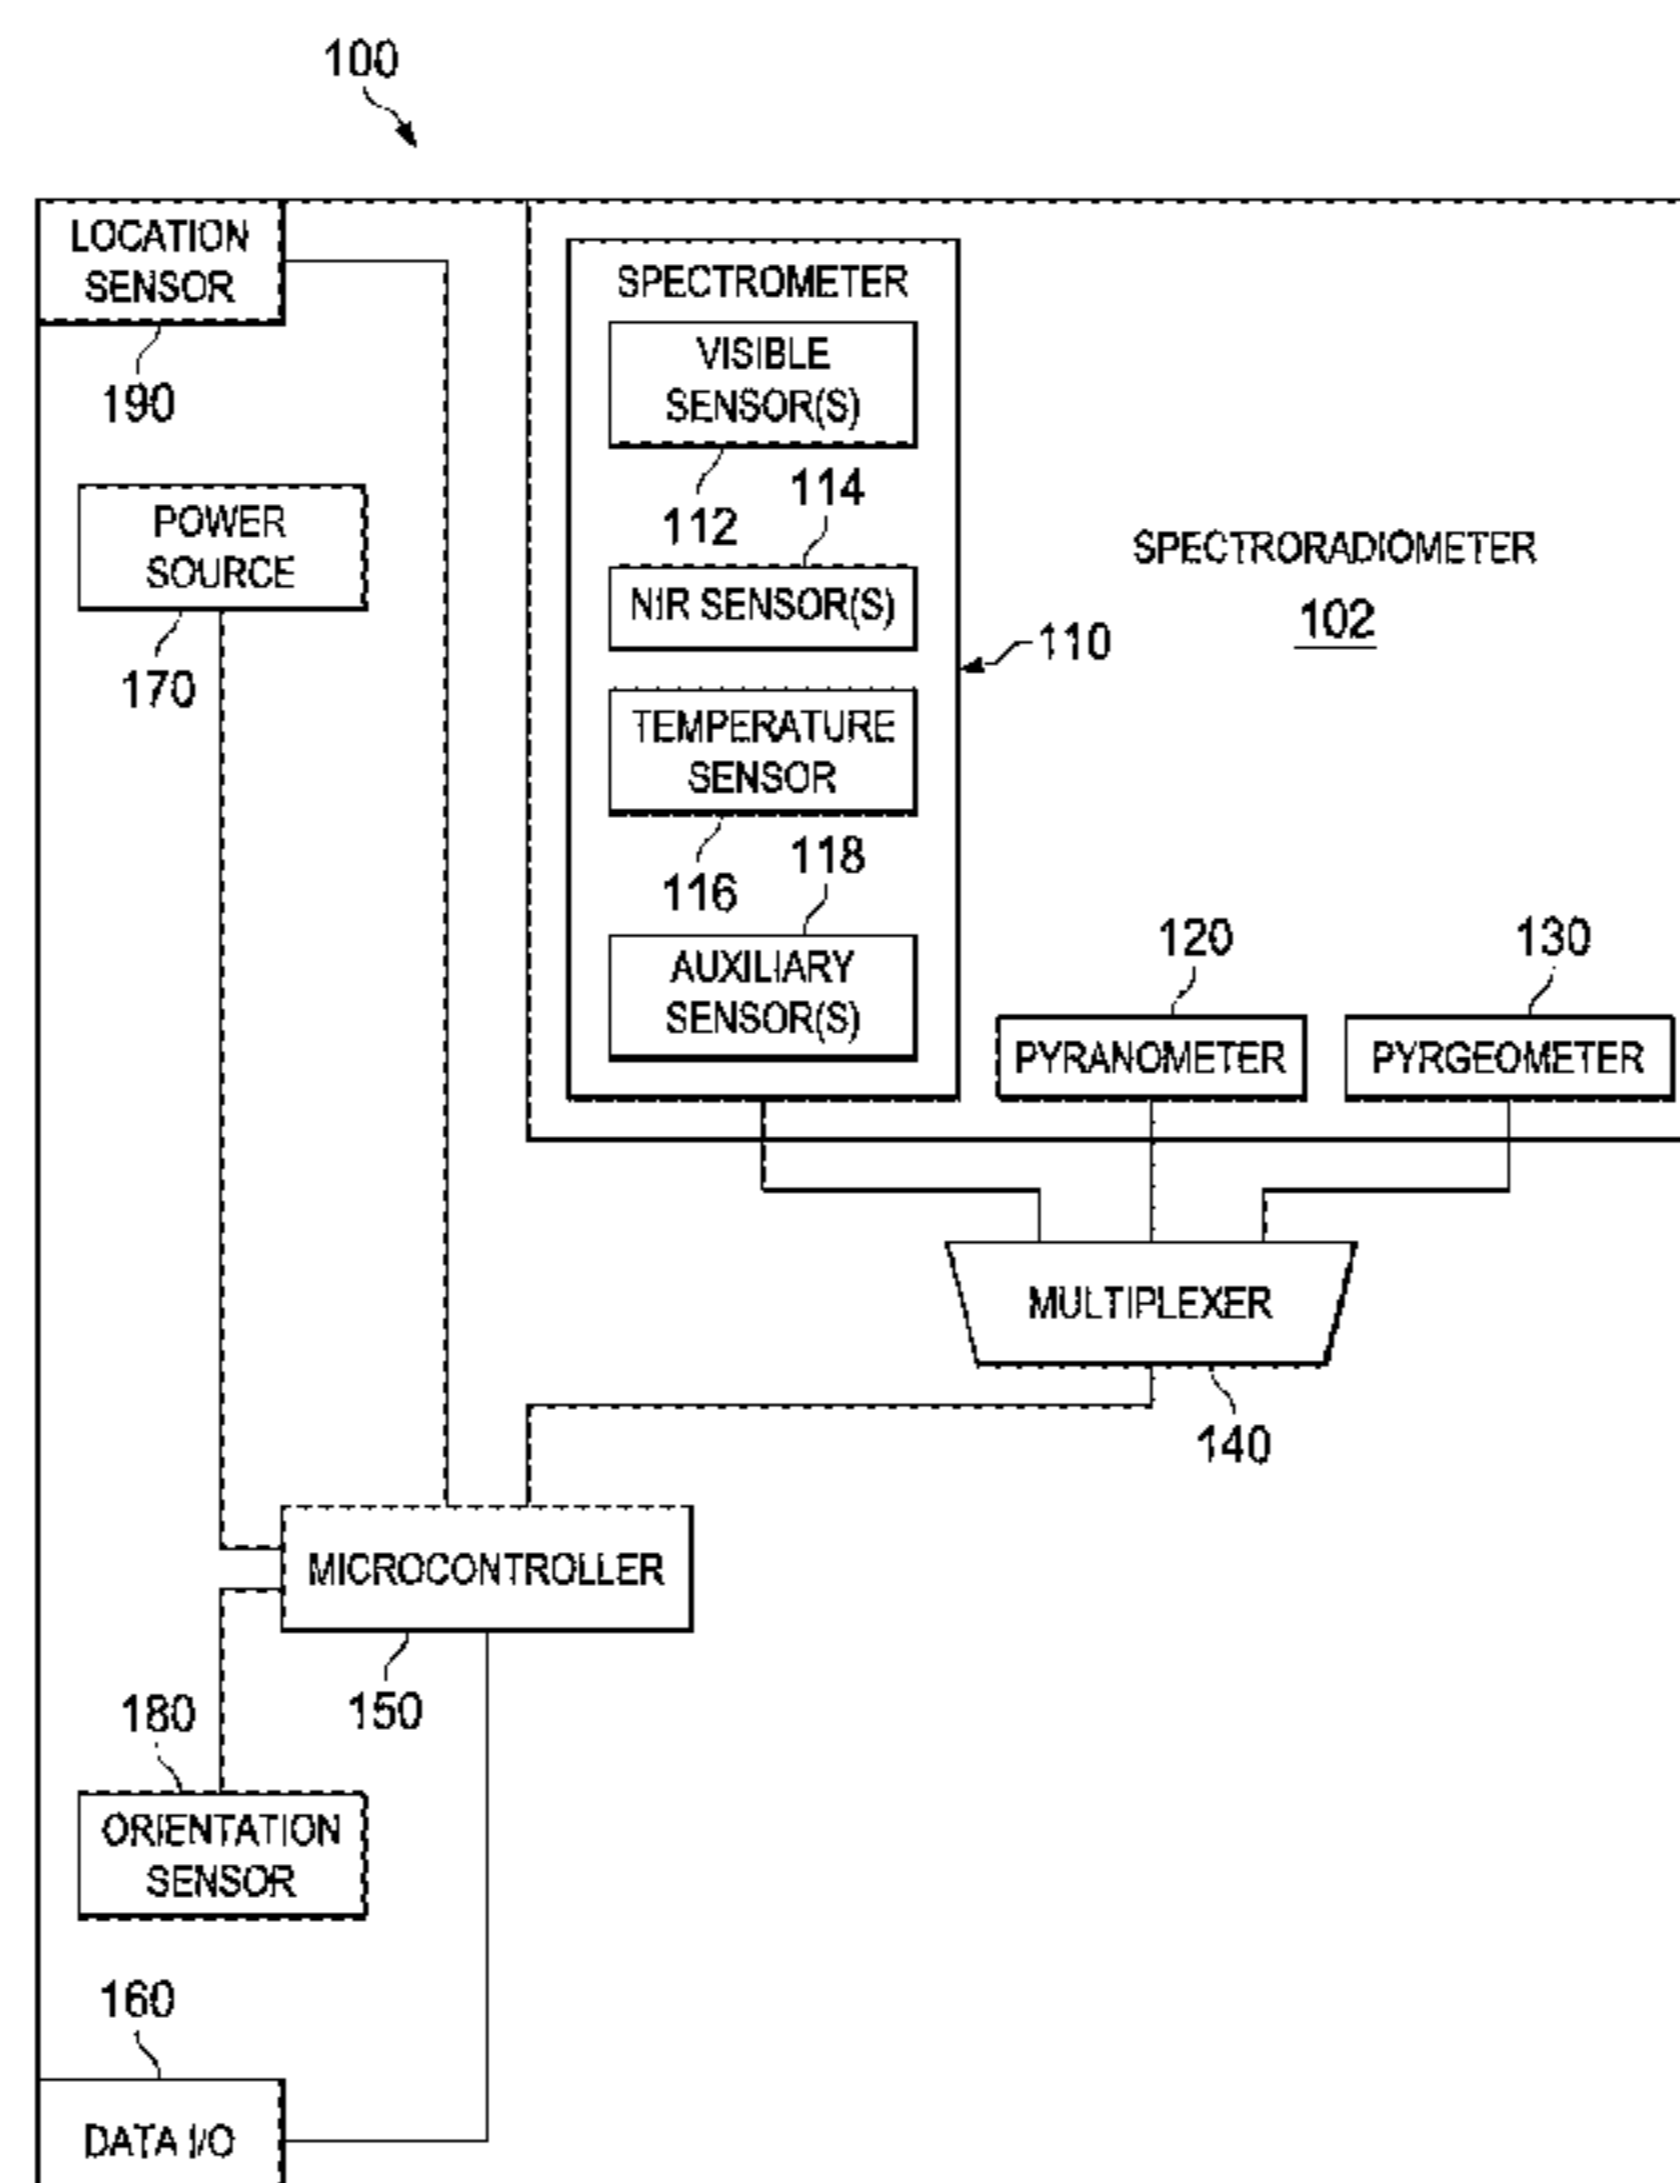 100
LOCATION
SENSOR
190
POWER
SOURCE
170
SPECTROMETER
VISIBLE
SENSOR(S)
112
114
NIR SENSOR(S)
110
TEMPERATURE
SENSOR
116
118
AUXILIARY
SENSOR(S)
SPECTRORADIOMETER
102
120
PYRANOMETER
130
PYRGEOMETER
MULTIPLEXER
140
MICROCONTROLLER
150
180
ORIENTATION
SENSOR
160
DATA I/O